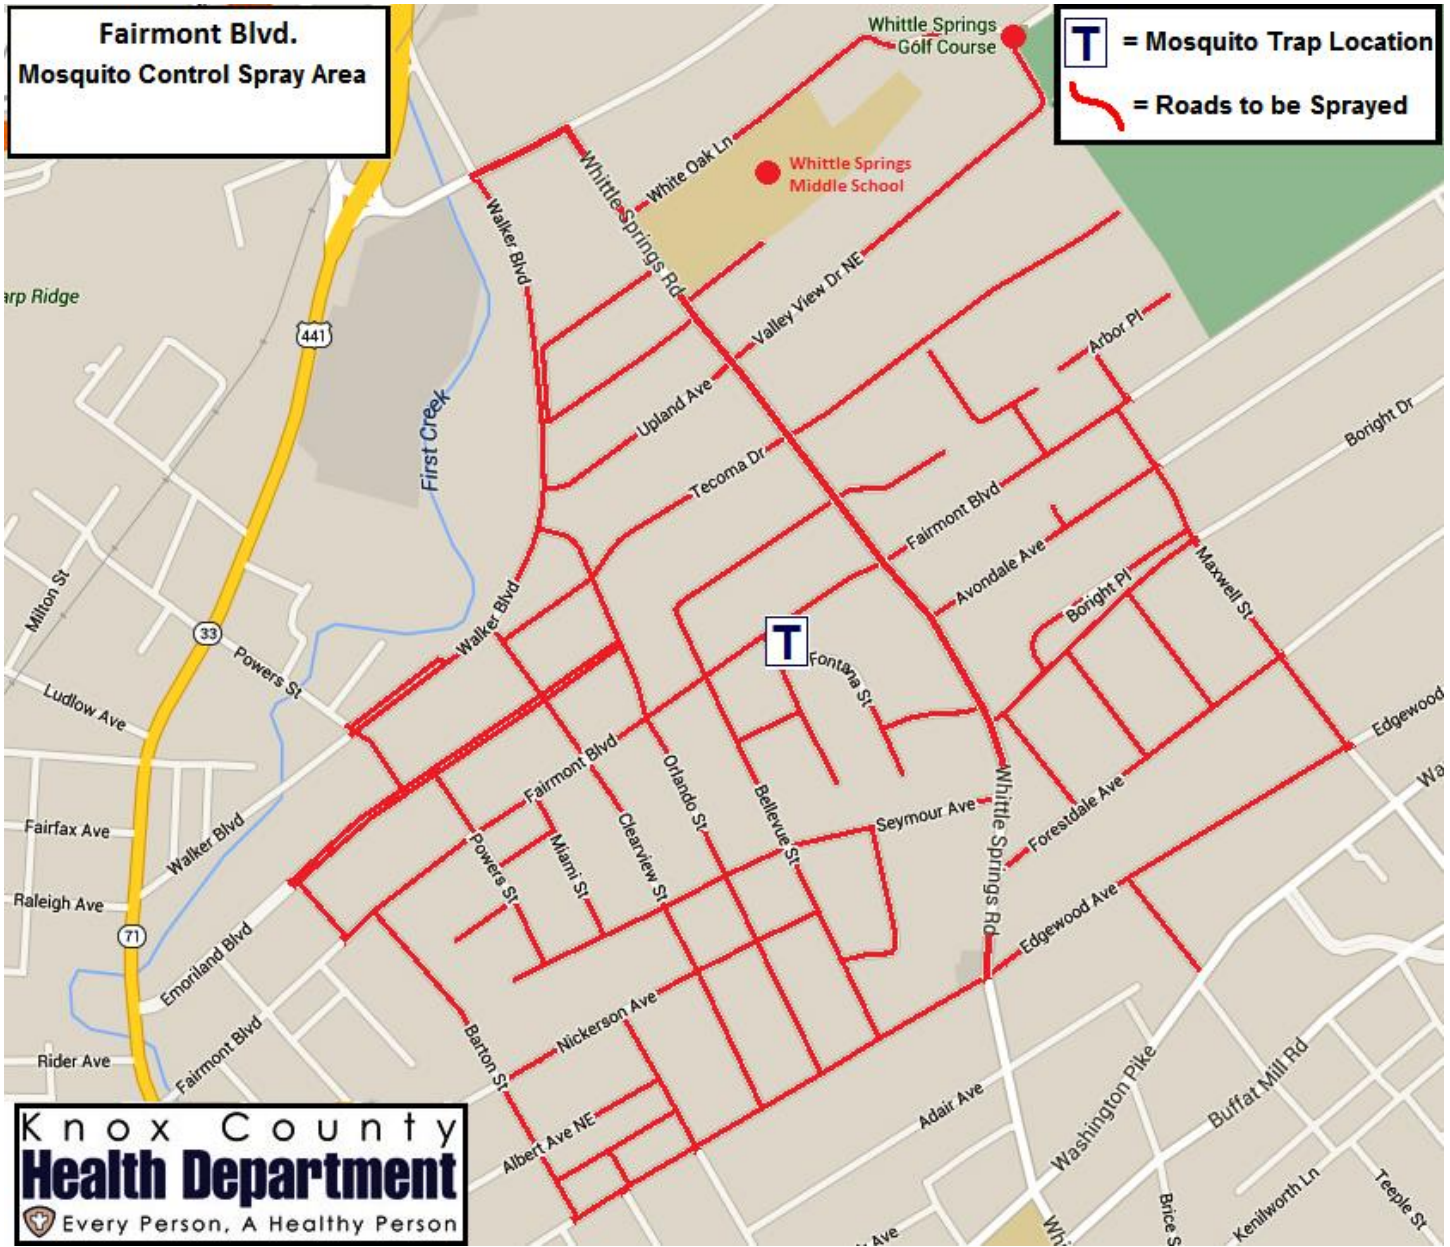 Fairmont Blvd.
Mosquito Control Spray Area
Whittle Springs
Golf Course
T = Mosquito Trap Location
= Roads to be Sprayed
White Oak Ln
Whittle Springs
Middle School
Whittle Springs Rd
Walker Blvd
arp Ridge
441
Valley View Dr NE
Arbor Pl
First Creek
Upland Ave
Boright Dr
Tecoma Dr
Fairmont Blvd
Avondale Ave
Milton St
33
Walker Blvd
Boright Pl
Maxwell St
T
Fontana St
Powers St
Ludlow Ave
Edgewood
Fairmont Blvd
Orlando St
Wa
Bellevue St
Whittle Springs Rd
Seymour Ave
Fairfax Ave
Walker Blvd
Powers St
Miami St
Clearview St
Forestdale Ave
Raleigh Ave
71
Edgewood Ave
Emoriland Blvd
Nickerson Ave
Barton St
Fairmont Blvd
Rider Ave
Adair Ave
Washington Pike
Buffat Mill Rd
Albert Ave NE
Knox County
Health Department
Every Person, A Healthy Person
Kenilworth Ln
Teeple St
Brice S
Whi
Ave